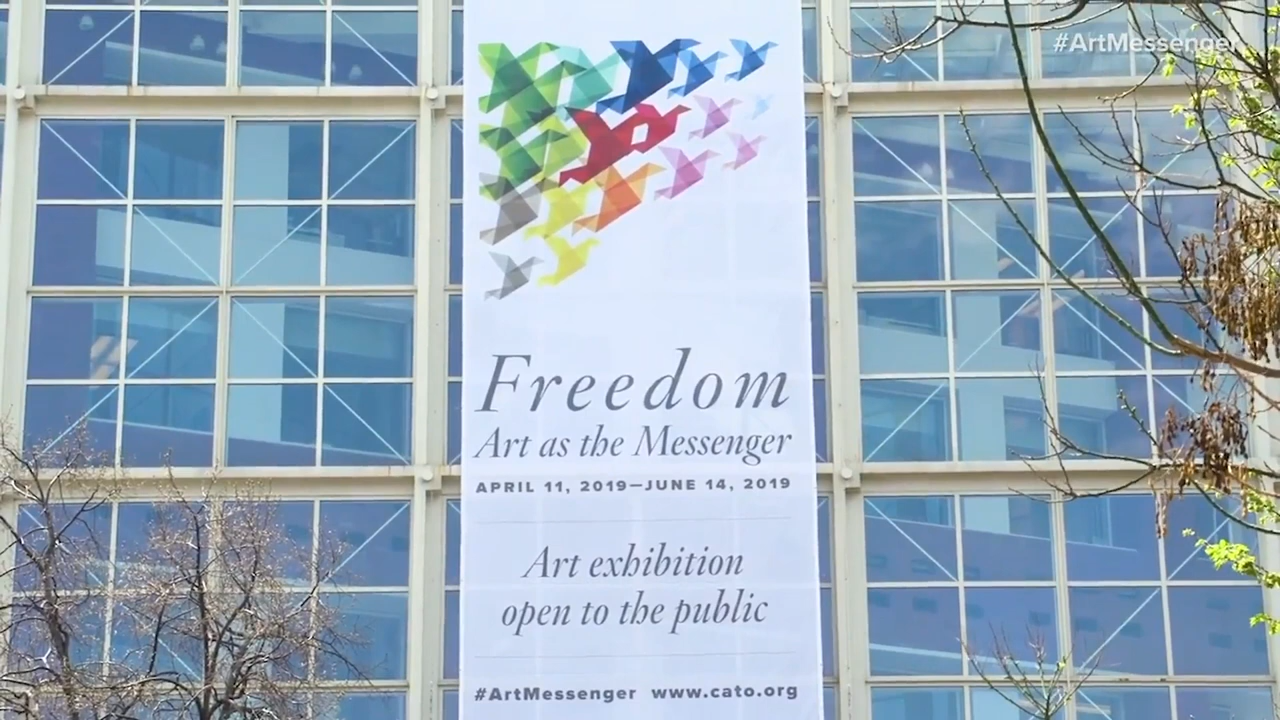 #ArtMessenger
Freedom
Art as the Messenger
APRIL 11, 2019—JUNE 14, 2019
Art exhibition
open to the public
#ArtMessenger www.cato.org